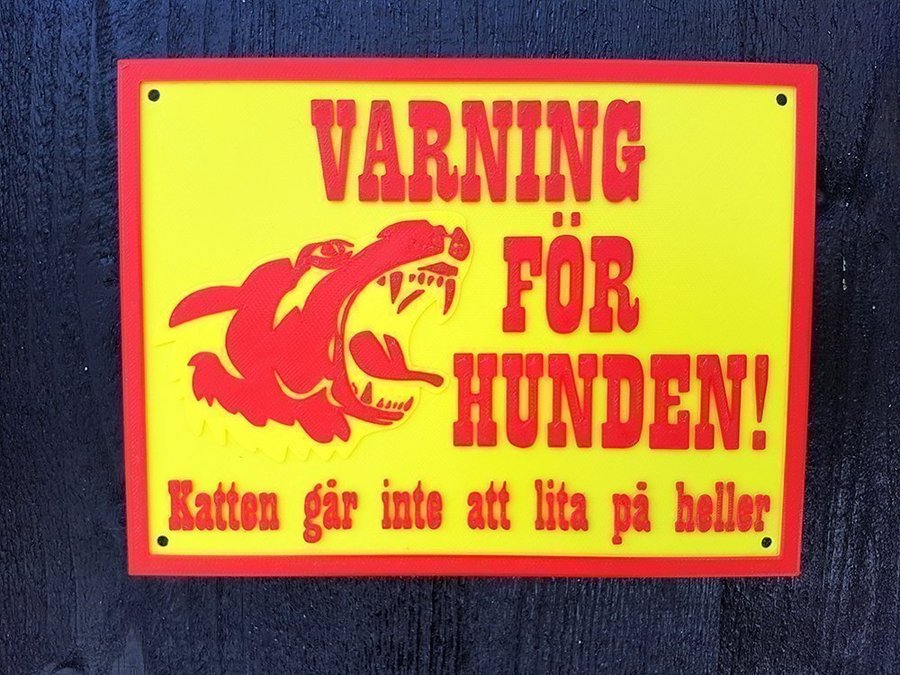 VARNING
FÖR
HUNDEN!
Katten går inte att lita på heller